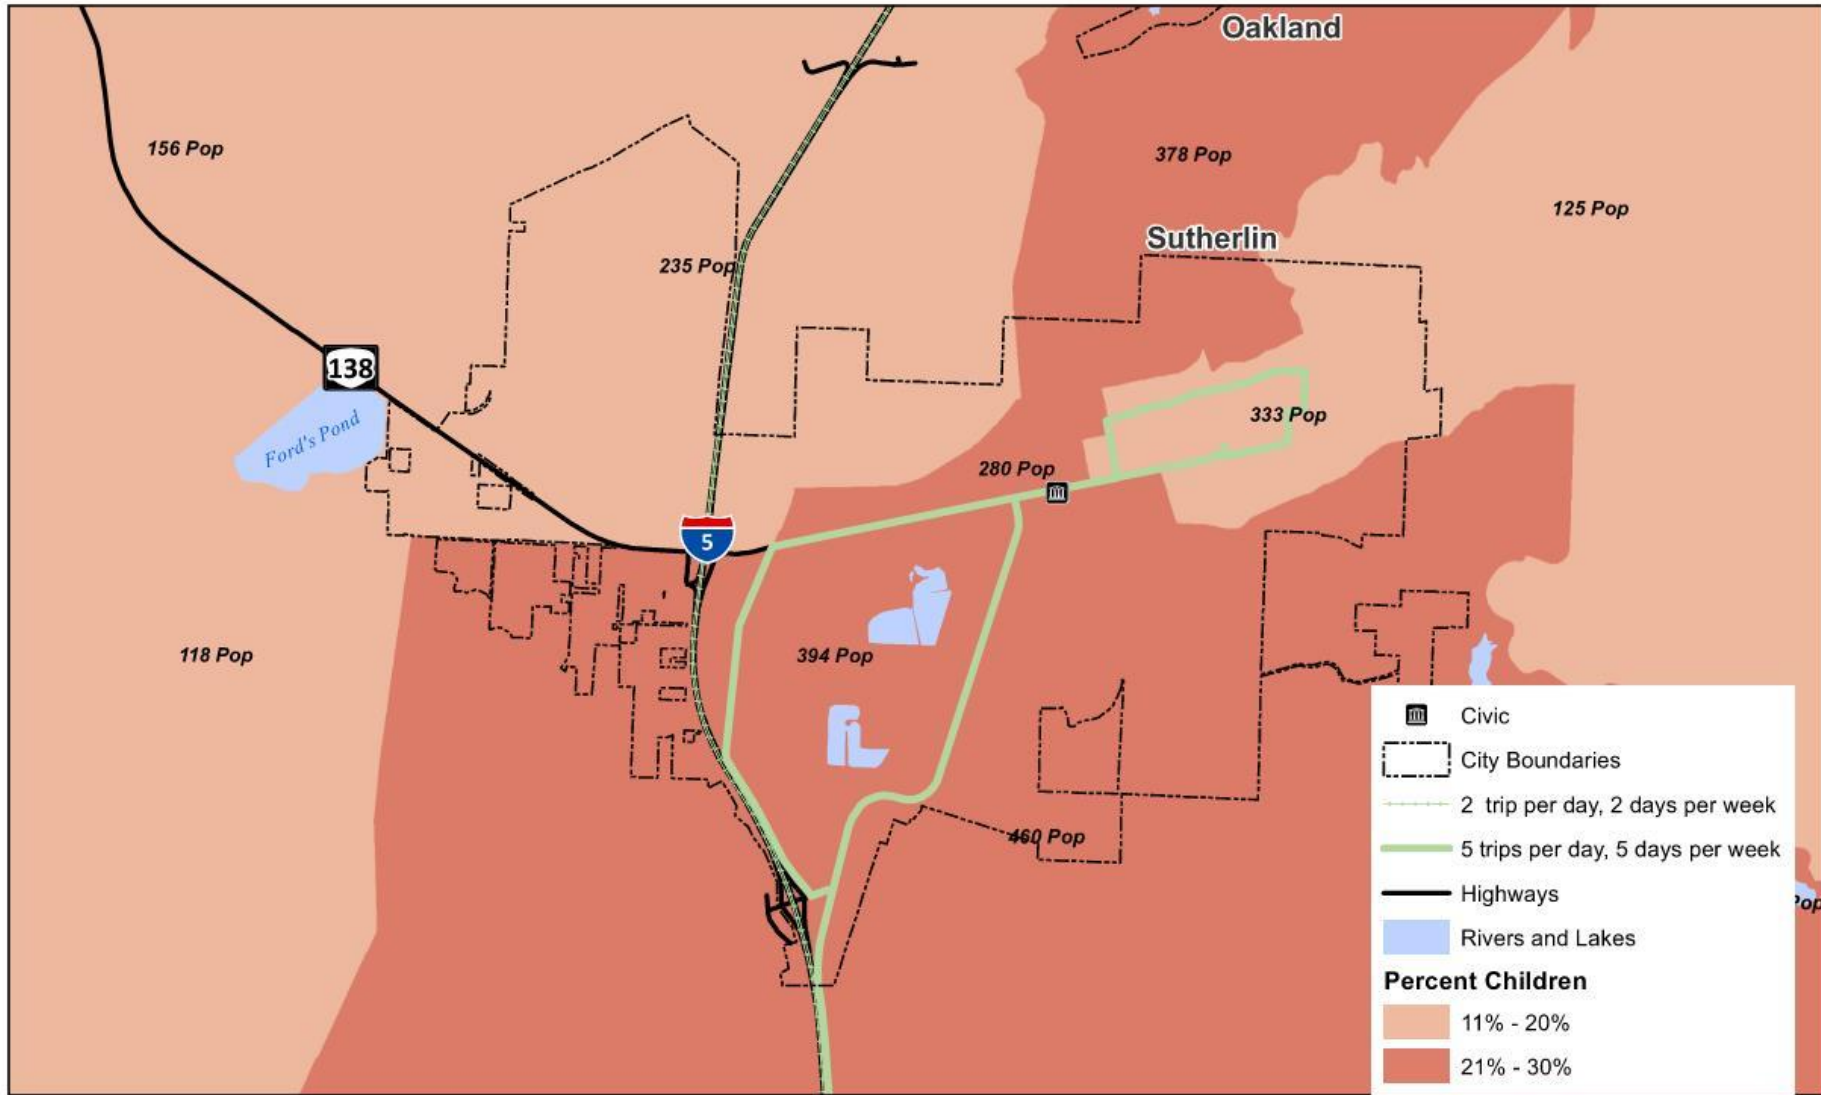 Oakland
156 Pop
378 Pop
125 Pop
Sutherlin
235 Pop
138
Ford's Pond
333 Pop
280 Pop
5
118 Pop
394 Pop
460 Pop
Pop
Civic
City Boundaries
2 trip per day, 2 days per week
5 trips per day, 5 days per week
Highways
Rivers and Lakes
Percent Children
11% - 20%
21% - 30%